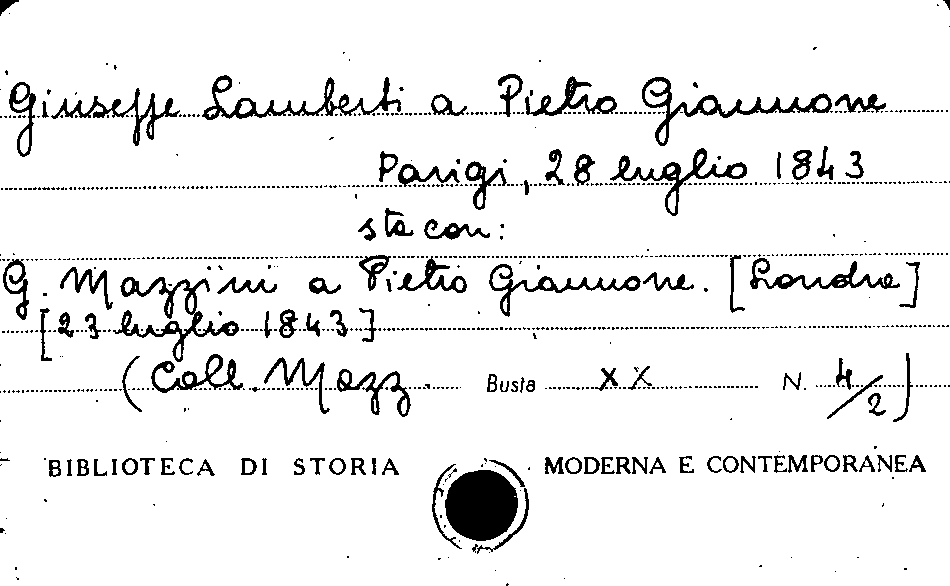 Giuseppe Lamberti a Pietro Giannone
Parigi, 28 luglio 1843
sta con:
G. Mazzini a Pietro Giannone. [Londra]
[23 luglio 1843]
(Coll. Mazz. Busta XX N. 4/2)
BIBLIOTECA DI STORIA MODERNA E CONTEMPORANEA